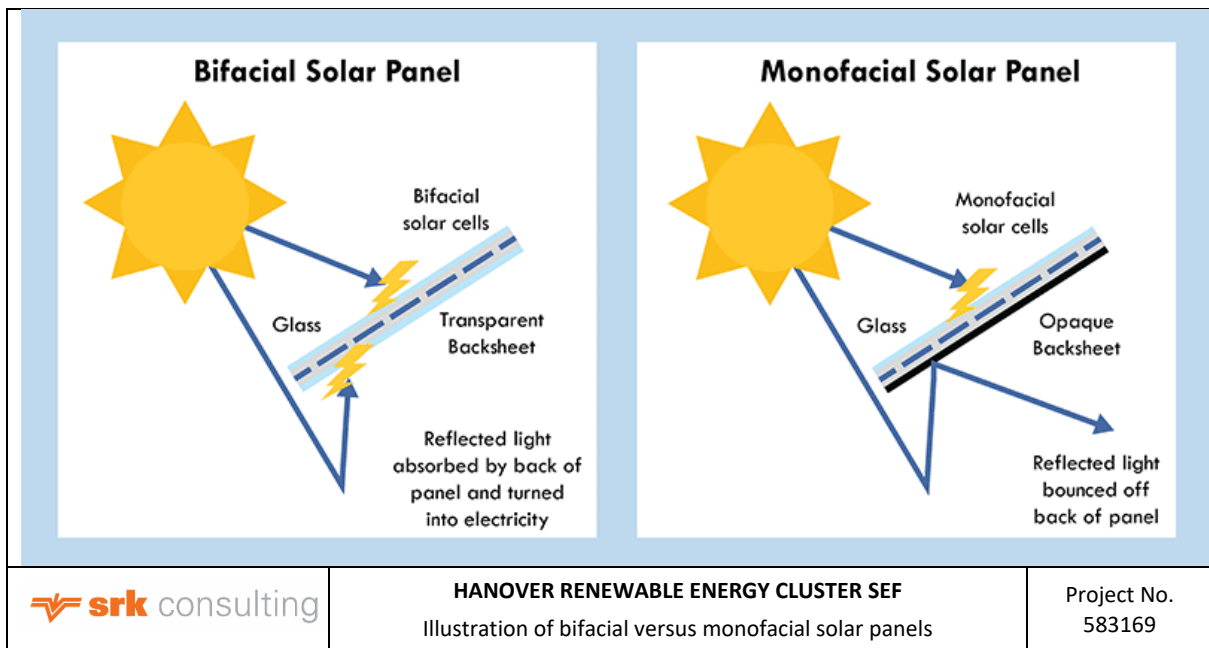 Bifacial Solar Panel
Bifacial
solar cells
Glass
Transparent
Backsheet
Reflected light
absorbed by back of
panel and turned
into electricity
Monofacial Solar Panel
Monofacial
solar cells
Glass
Opaque
Backsheet
Reflected light
bounced off
back of panel
srk consulting
HANOVER RENEWABLE ENERGY CLUSTER SEF
Illustration of bifacial versus monofacial solar panels
Project No.
583169